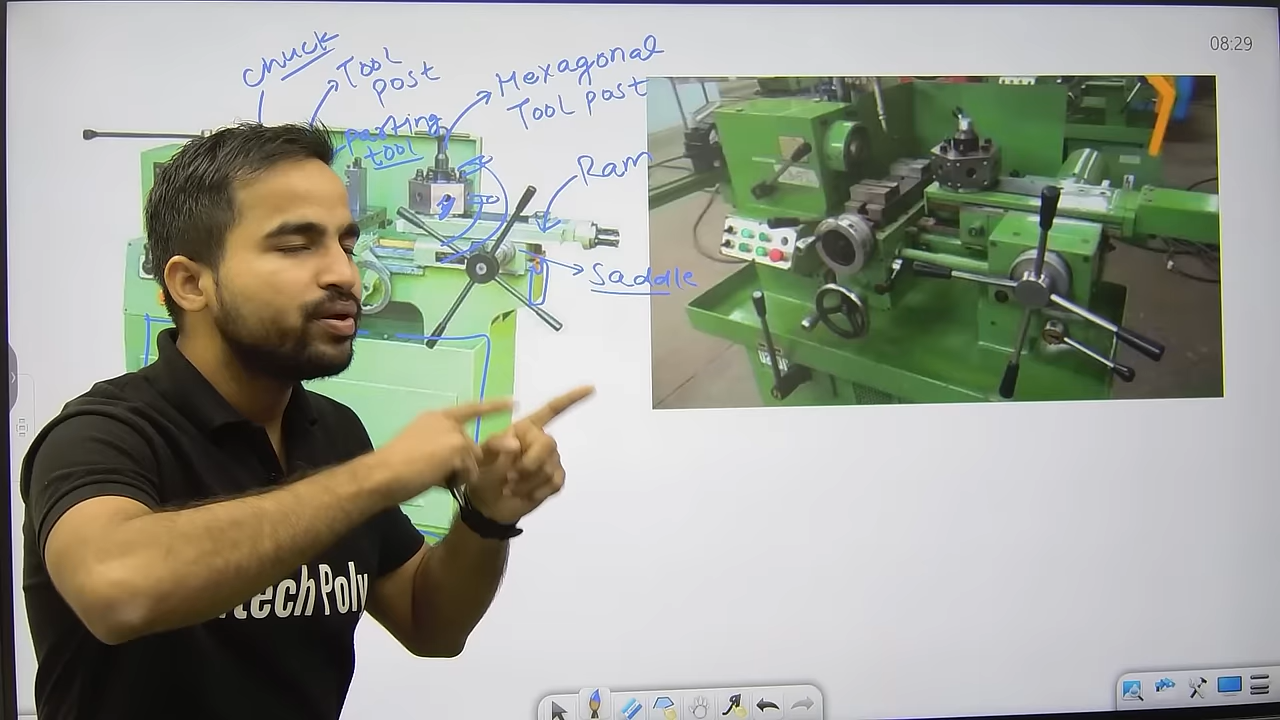 08:29
chuck
Tool
post
Hexagonal
Tool post
parting
tool
Ram
Saddle
techPoly